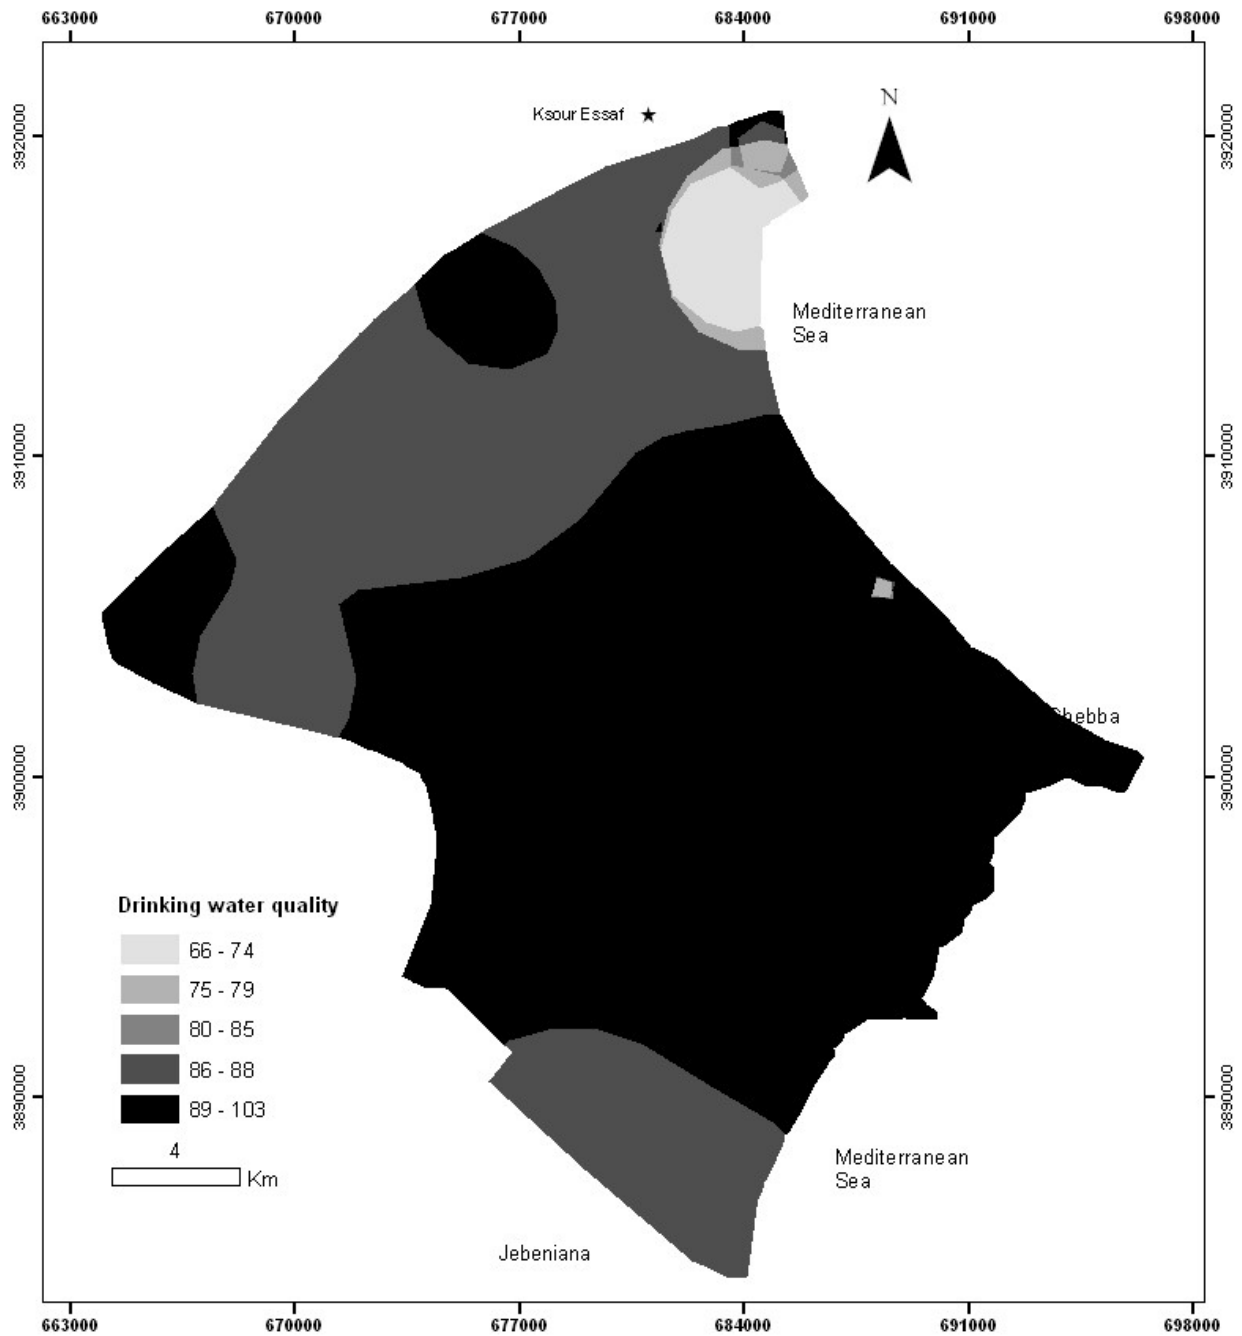 663000 670000 677000 684000 691000 698000
N
Ksour Essaf
3920000 3920000
Mediterranean
Sea
3910000 3910000
Chebba
3900000 3900000
Drinking water quality
66 - 74
75 - 79
80 - 85
86 - 88
89 - 103
3890000 3890000
4
Km
Mediterranean
Sea
Jebeniana
663000 670000 677000 684000 691000 698000